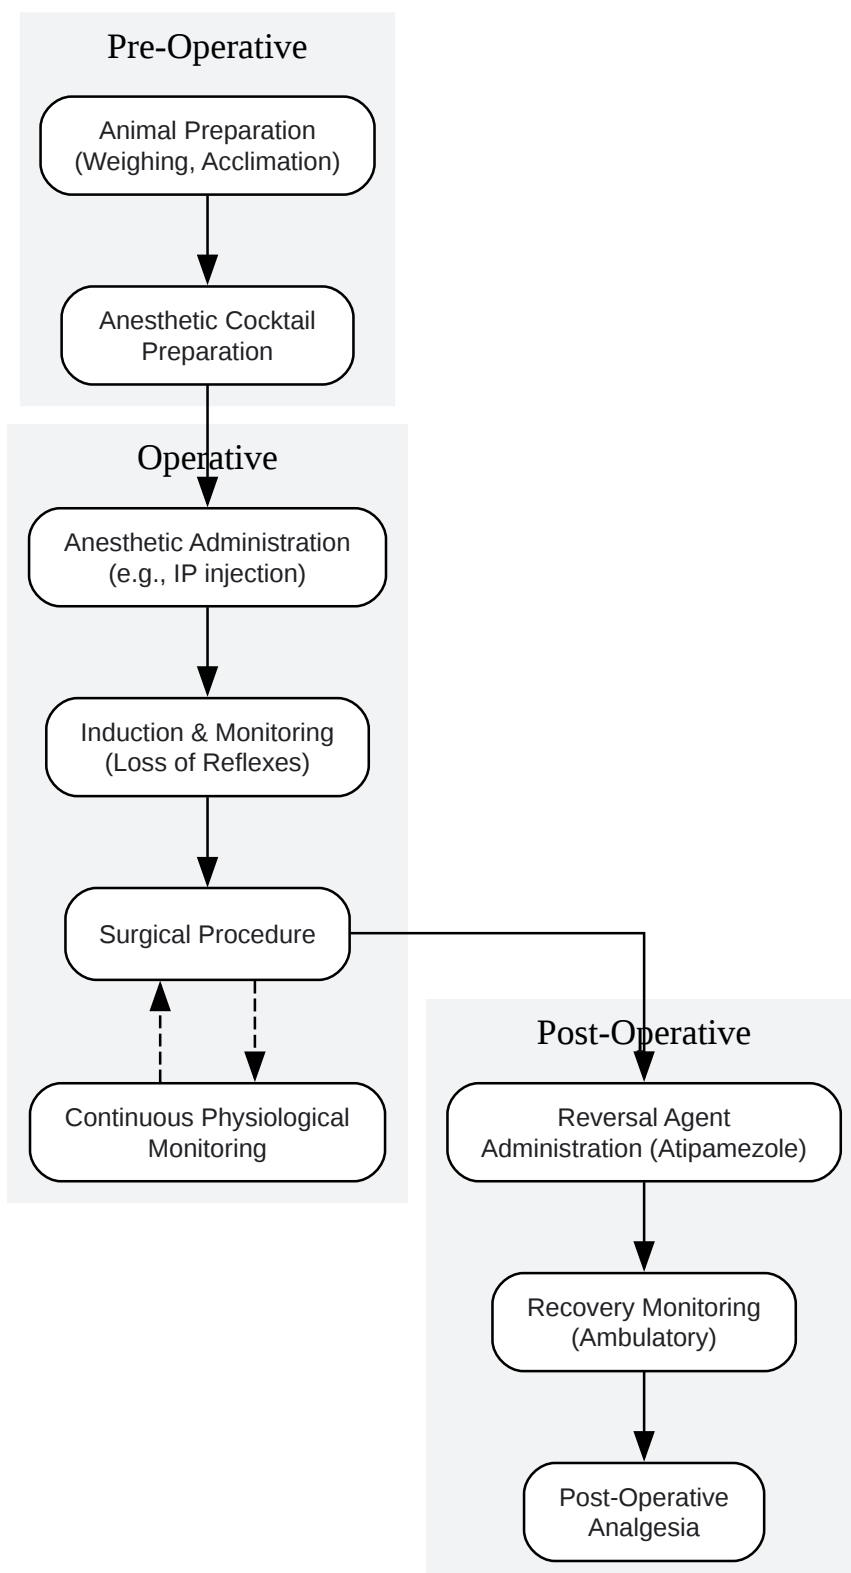 Pre-Operative
Animal Preparation
(Weighing, Acclimation)
Anesthetic Cocktail
Preparation
Operative
Anesthetic Administration
(e.g., IP injection)
Induction & Monitoring
(Loss of Reflexes)
Surgical Procedure
Continuous Physiological
Monitoring
Post-Operative
Reversal Agent
Administration (Atipamezole)
Recovery Monitoring
(Ambulatory)
Post-Operative
Analgesia